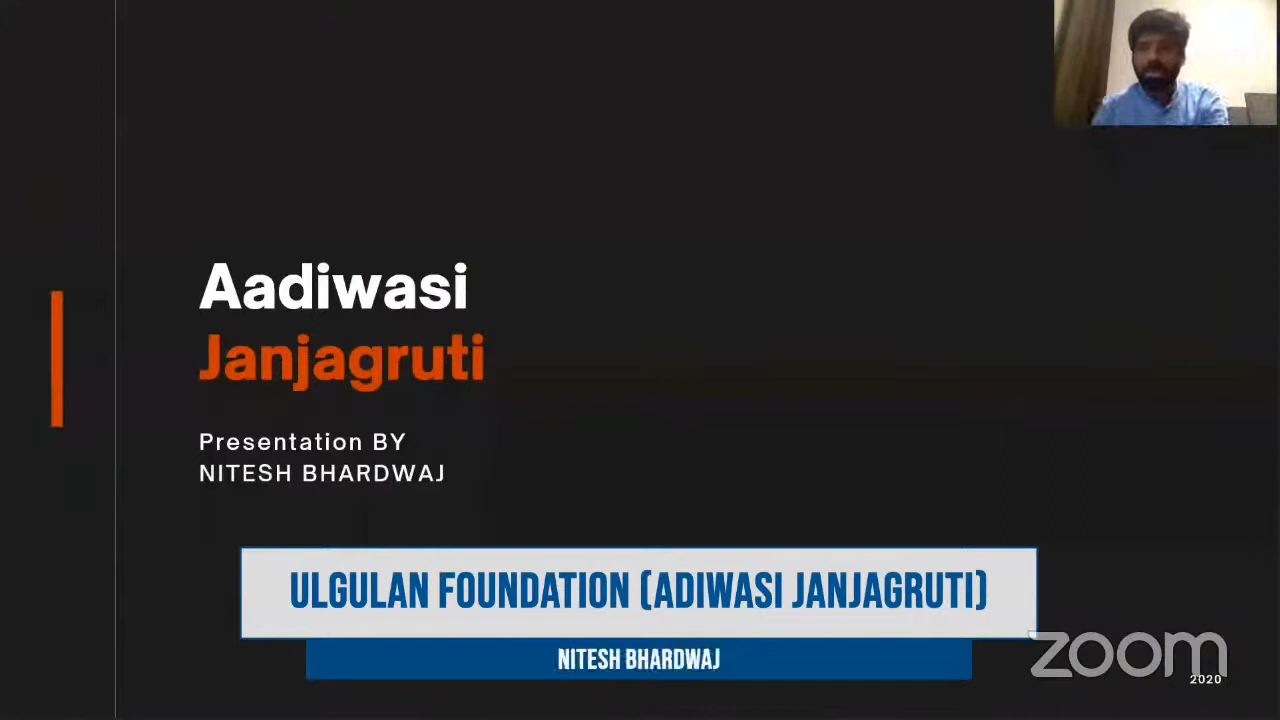 Aadiwasi
Janjagruti
Presentation BY
NITESH BHARDWAJ
ULGULAN FOUNDATION (ADIWASI JANJAGRUTI)
NITESH BHARDWAJ
zoom
2020